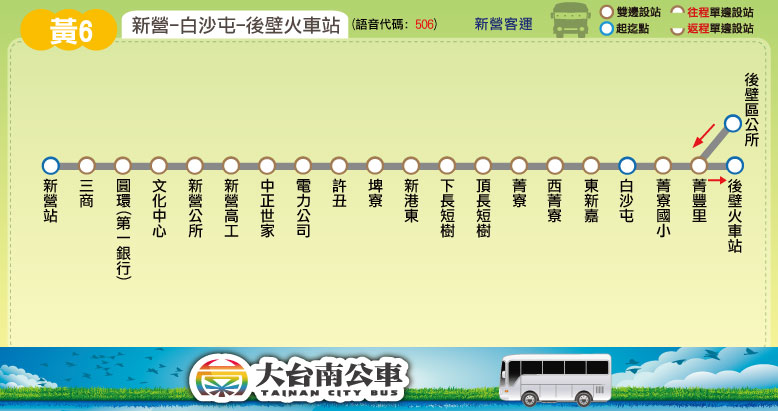 黃6
新營-白沙屯-後壁火車站
(語音代碼: 506)
新營客運
雙邊設站
往程單邊設站
起迄點
返程單邊設站
後壁區公所
新營站
三商
圓環(第一銀行)
文化中心
新營公所
新營高工
中正世家
電力公司
許丑
埤寮
新港東
下長短樹
頂長短樹
菁寮
西菁寮
東新嘉
白沙屯
菁寮國小
菁豐里
後壁火車站
大台南公車
TAINAN CITY BUS